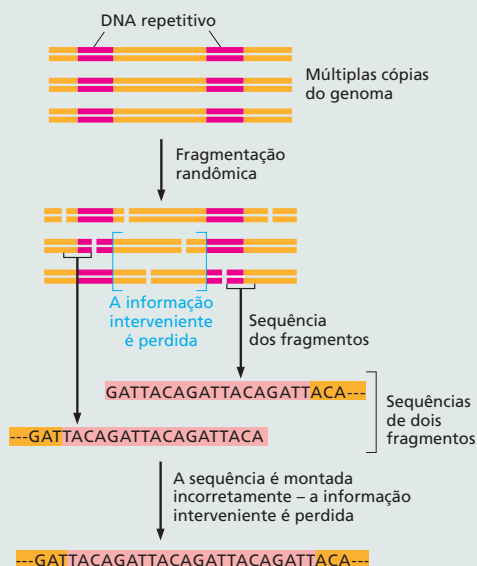 DNA repetitivo
Múltiplas cópias
do genoma
Fragmentação
randômica
A informação
interveniente
é perdida
Sequência
dos fragmentos
GATTACAGATTACAGATTACA---
---GATTACAGATTACAGATTACA
Sequências
de dois
fragmentos
A sequência é montada
incorretamente – a informação
interveniente é perdida
---GATTACAGATTACAGATTACAGATTACA---